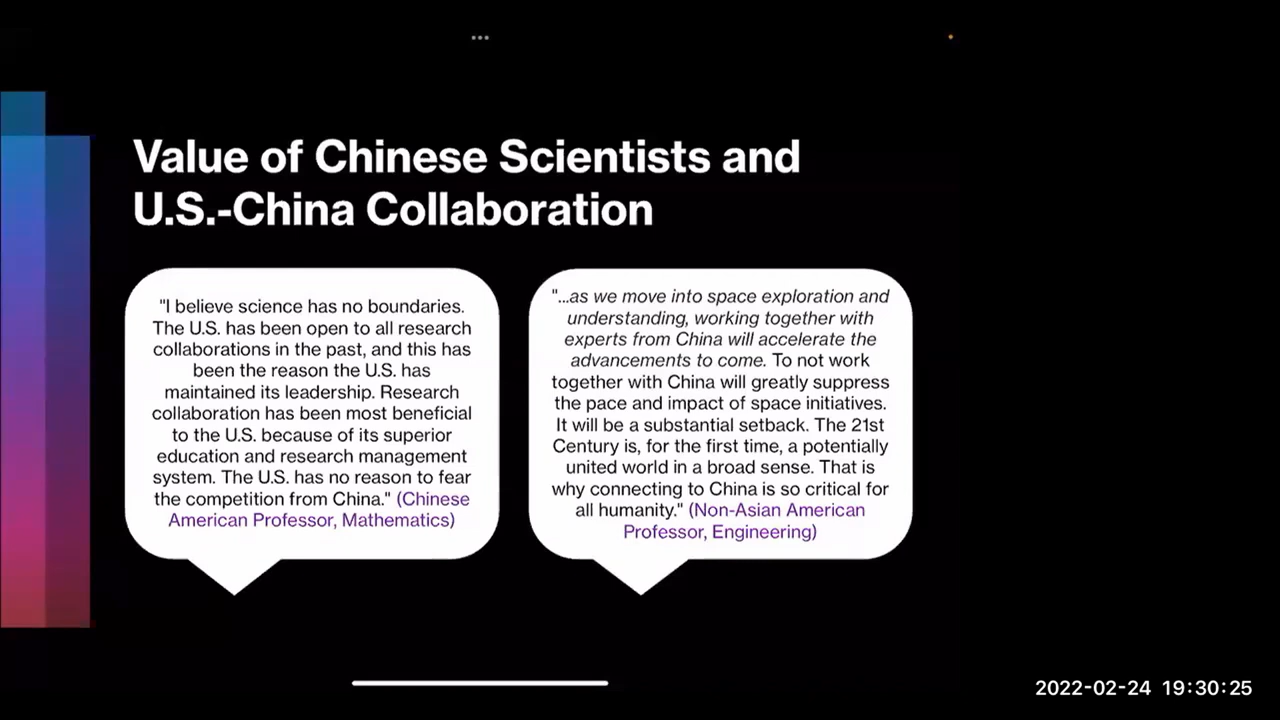 Value of Chinese Scientists and
U.S.-China Collaboration
"I believe science has no boundaries.
The U.S. has been open to all research
collaborations in the past, and this has
been the reason the U.S. has
maintained its leadership. Research
collaboration has been most beneficial
to the U.S. because of its superior
education and research management
system. The U.S. has no reason to fear
the competition from China." (Chinese
American Professor, Mathematics)
"...as we move into space exploration and
understanding, working together with
experts from China will accelerate the
advancements to come. To not work
together with China will greatly suppress
the pace and impact of space initiatives.
It will be a substantial setback. The 21st
Century is, for the first time, a potentially
united world in a broad sense. That is
why connecting to China is so critical for
all humanity." (Non-Asian American
Professor, Engineering)
2022-02-24 19:30:25